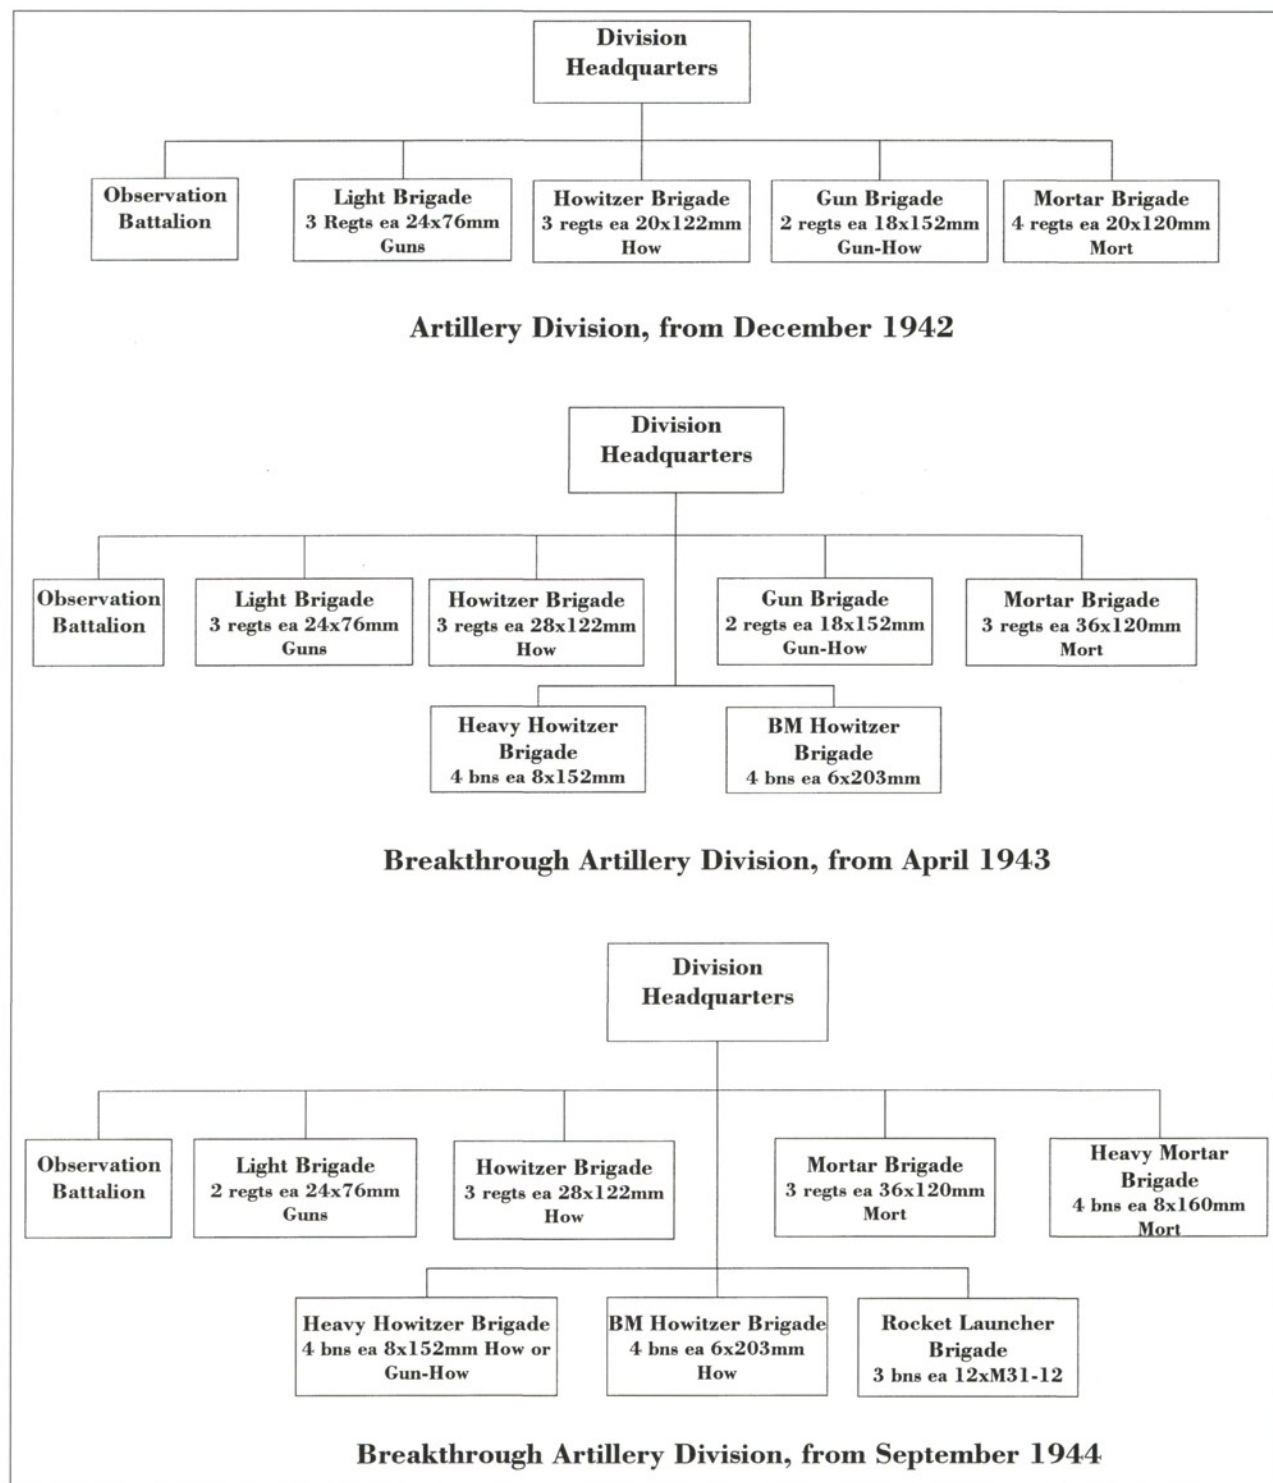 Division
Headquarters
Observation
Battalion
Light Brigade
3 Regts ea 24x76mm
Guns
Howitzer Brigade
3 regts ea 20x122mm
How
Gun Brigade
2 regts ea 18x152mm
Gun-How
Mortar Brigade
4 regts ea 20x120mm
Mort
Artillery Division, from December 1942
Division
Headquarters
Observation
Battalion
Light Brigade
3 regts ea 24x76mm
Guns
Howitzer Brigade
3 regts ea 28x122mm
How
Gun Brigade
2 regts ea 18x152mm
Gun-How
Mortar Brigade
3 regts ea 36x120mm
Mort
Heavy Howitzer
Brigade
4 bns ea 8x152mm
BM Howitzer
Brigade
4 bns ea 6x203mm
Breakthrough Artillery Division, from April 1943
Division
Headquarters
Observation
Battalion
Light Brigade
2 regts ea 24x76mm
Guns
Howitzer Brigade
3 regts ea 28x122mm
How
Mortar Brigade
3 regts ea 36x120mm
Mort
Heavy Mortar
Brigade
4 bns ea 8x160mm
Mort
Heavy Howitzer Brigade
4 bns ea 8x152mm How or
Gun-How
BM Howitzer Brigade
4 bns ea 6x203mm
How
Rocket Launcher
Brigade
3 bns ea 12xM31-12
Breakthrough Artillery Division, from September 1944